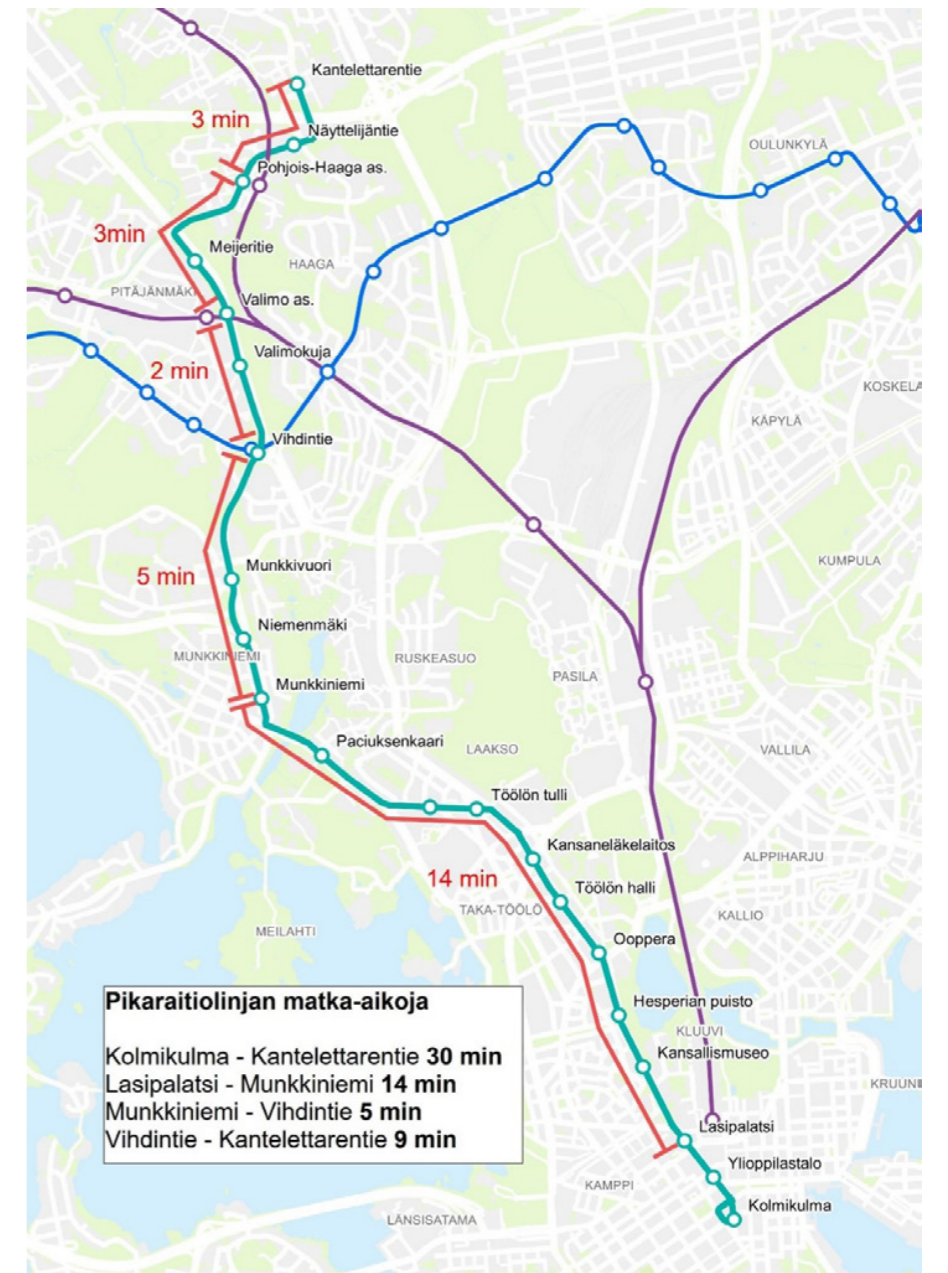 Kantelettarentie
3 min
Näyttelijäntie
OULUNKYLÄ
Pohjois-Haaga as.
3min
Meijeritie
HAAGA
PITÄJÄNMÄKI
Valimo as.
Valimokuja
2 min
KOSKELA
KÄPYLÄ
Vihdintie
KUMPULA
5 min
Munkkivuori
Niemenmäki
MUNKKINIEMI
RUSKEASUO
PASILA
Munkkiniemi
Paciuksenkaari
LAAKSO
VALLILA
Töölön tulli
Kansaneläkelaitos
ALPPIHARJU
14 min
Töölön halli
TAKA-TÖÖLÖ
KALLIO
MEILAHTI
Ooppera
Hesperian puisto
KLUUVI
Kansallismuseo
KRUUN
Pikaraitiolinjan matka-aikoja
Kolmikulma - Kantelettarentie 30 min
Lasipalatsi - Munkkiniemi 14 min
Munkkiniemi - Vihdintie 5 min
Vihdintie - Kantelettarentie 9 min
Lasipalatsi
Ylioppilastalo
KAMPPI
Kolmikulma
LÄNSISATAMA